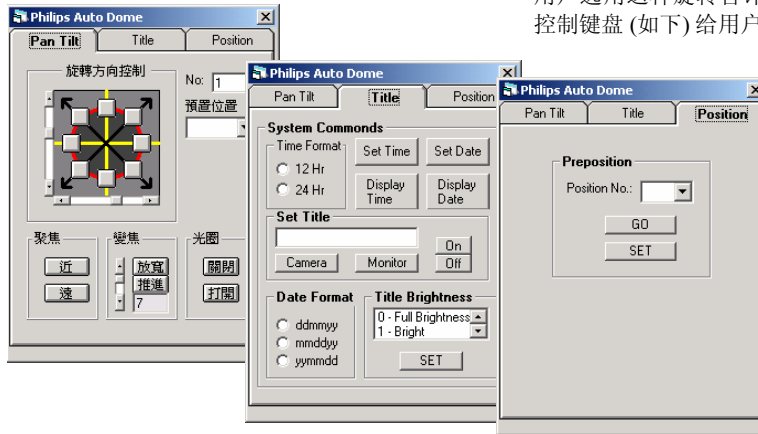 用户选用这种旋转台
控制键盘 (如下) 给用户
Philips Auto Dome
Pan Tilt Title Position
旋轉方向控制
No: 1
預置位置
聚焦
近
遠
變焦
放寬
推進
7
光圈
關閉
打開
Philips Auto Dome
Pan Tilt Title Position
System Commonds
Time Format
12 Hr
24 Hr
Set Time Set Date
Display Time
Display Date
Set Title
Camera Monitor
On
Off
Date Format
ddmmyy
mmddyy
yymmdd
Title Brightness
0 - Full Brightness
1 - Bright
SET
Philips Auto Dome
Pan Tilt Title Position
Preposition
Position No.:
GO
SET